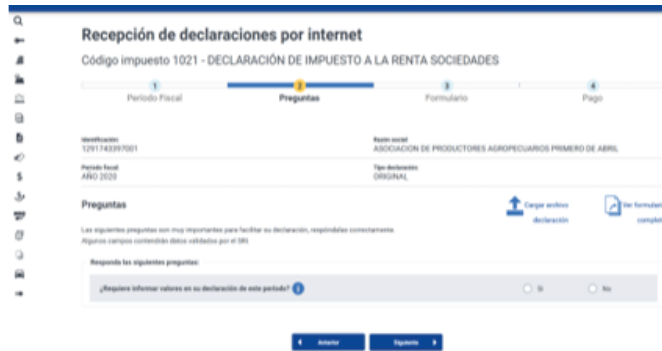 Recepción de declaraciones por internet
Código impuesto 1021 - DECLARACIÓN DE IMPUESTO A LA RENTA SOCIEDADES
1 2 3 4
Período Fiscal Preguntas Formulario Pago
Identificación Razón social
1291743397001 ASOCIACION DE PRODUCTORES AGROPECUARIOS PRIMERO DE ABRIL
Período fiscal Tipo declaración
AÑO 2020 ORIGINAL
Preguntas
Cargar archivo declaración
Ver formulario complet
Las siguientes preguntas son muy importantes para facilitar su declaración, respóndalas correctamente.
Algunos campos contendrán datos validados por el SRI.
Responda las siguientes preguntas:
¿Requiere informar valores en su declaración de este período? Sí No
Anterior Siguiente